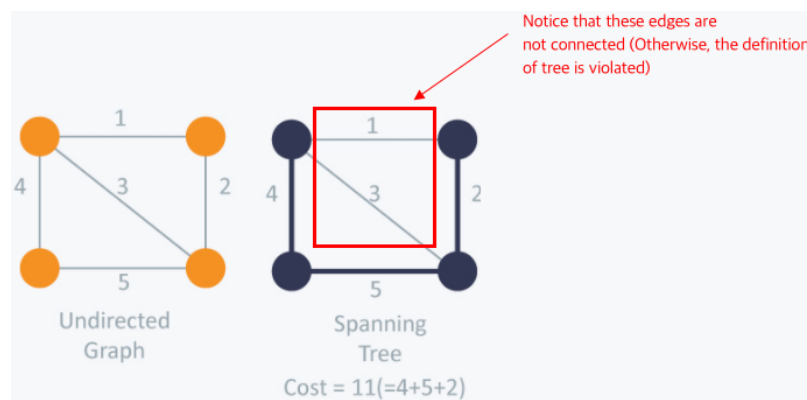 Notice that these edges are
not connected (Otherwise, the definition
of tree is violated)
1
4
3
2
5
Undirected
Graph
1
4
3
2
5
Spanning
Tree
Cost = 11(=4+5+2)